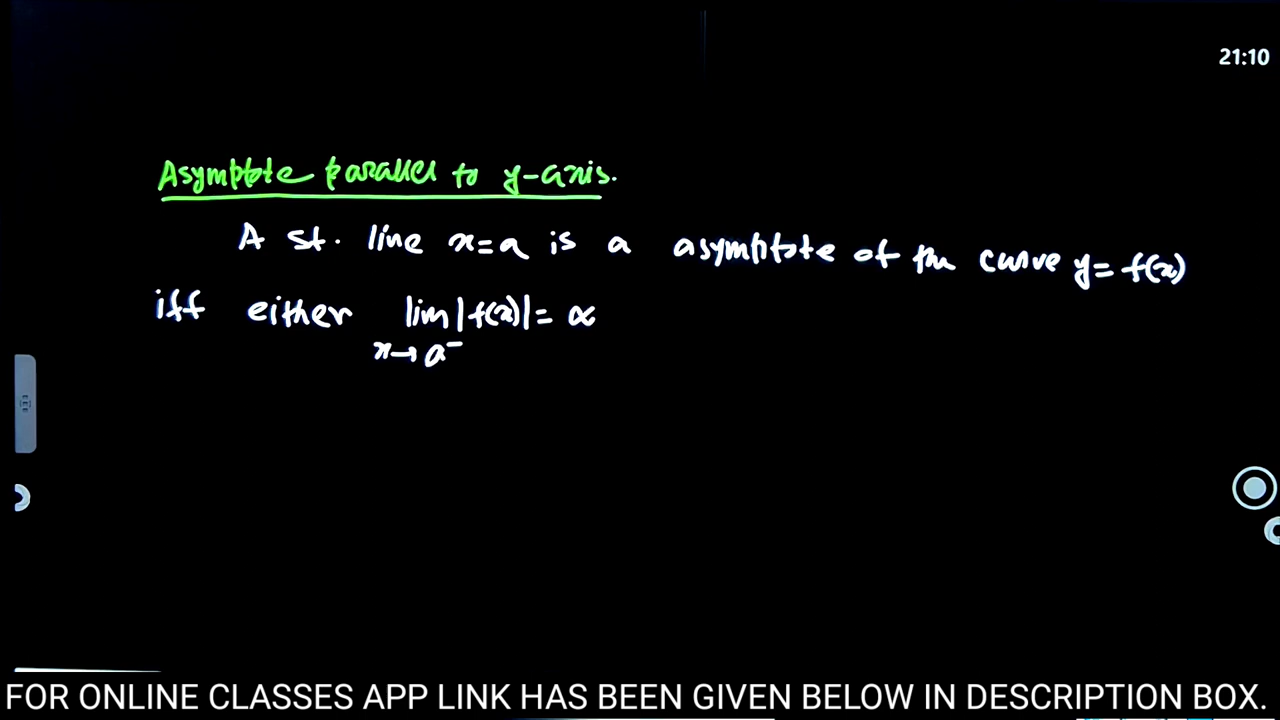 21:10
Asymptote parallel to y-axis.
A st. line x=a is a asymptote of the curve y= f(x)
iff either lim |f(x)| = ∝
x→a⁻
FOR ONLINE CLASSES APP LINK HAS BEEN GIVEN BELOW IN DESCRIPTION BOX.